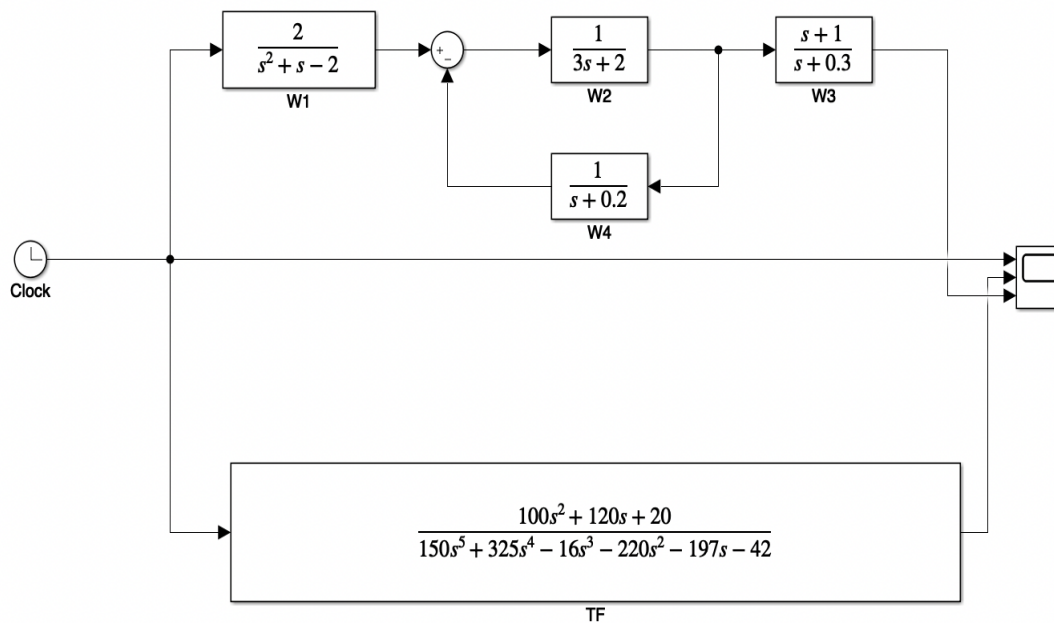 2
s² + s − 2
W1
+
−
1
3s + 2
W2
s + 1
s + 0.3
W3
1
s + 0.2
W4
Clock
100s² + 120s + 20
150s⁵ + 325s⁴ − 16s³ − 220s² − 197s − 42
TF